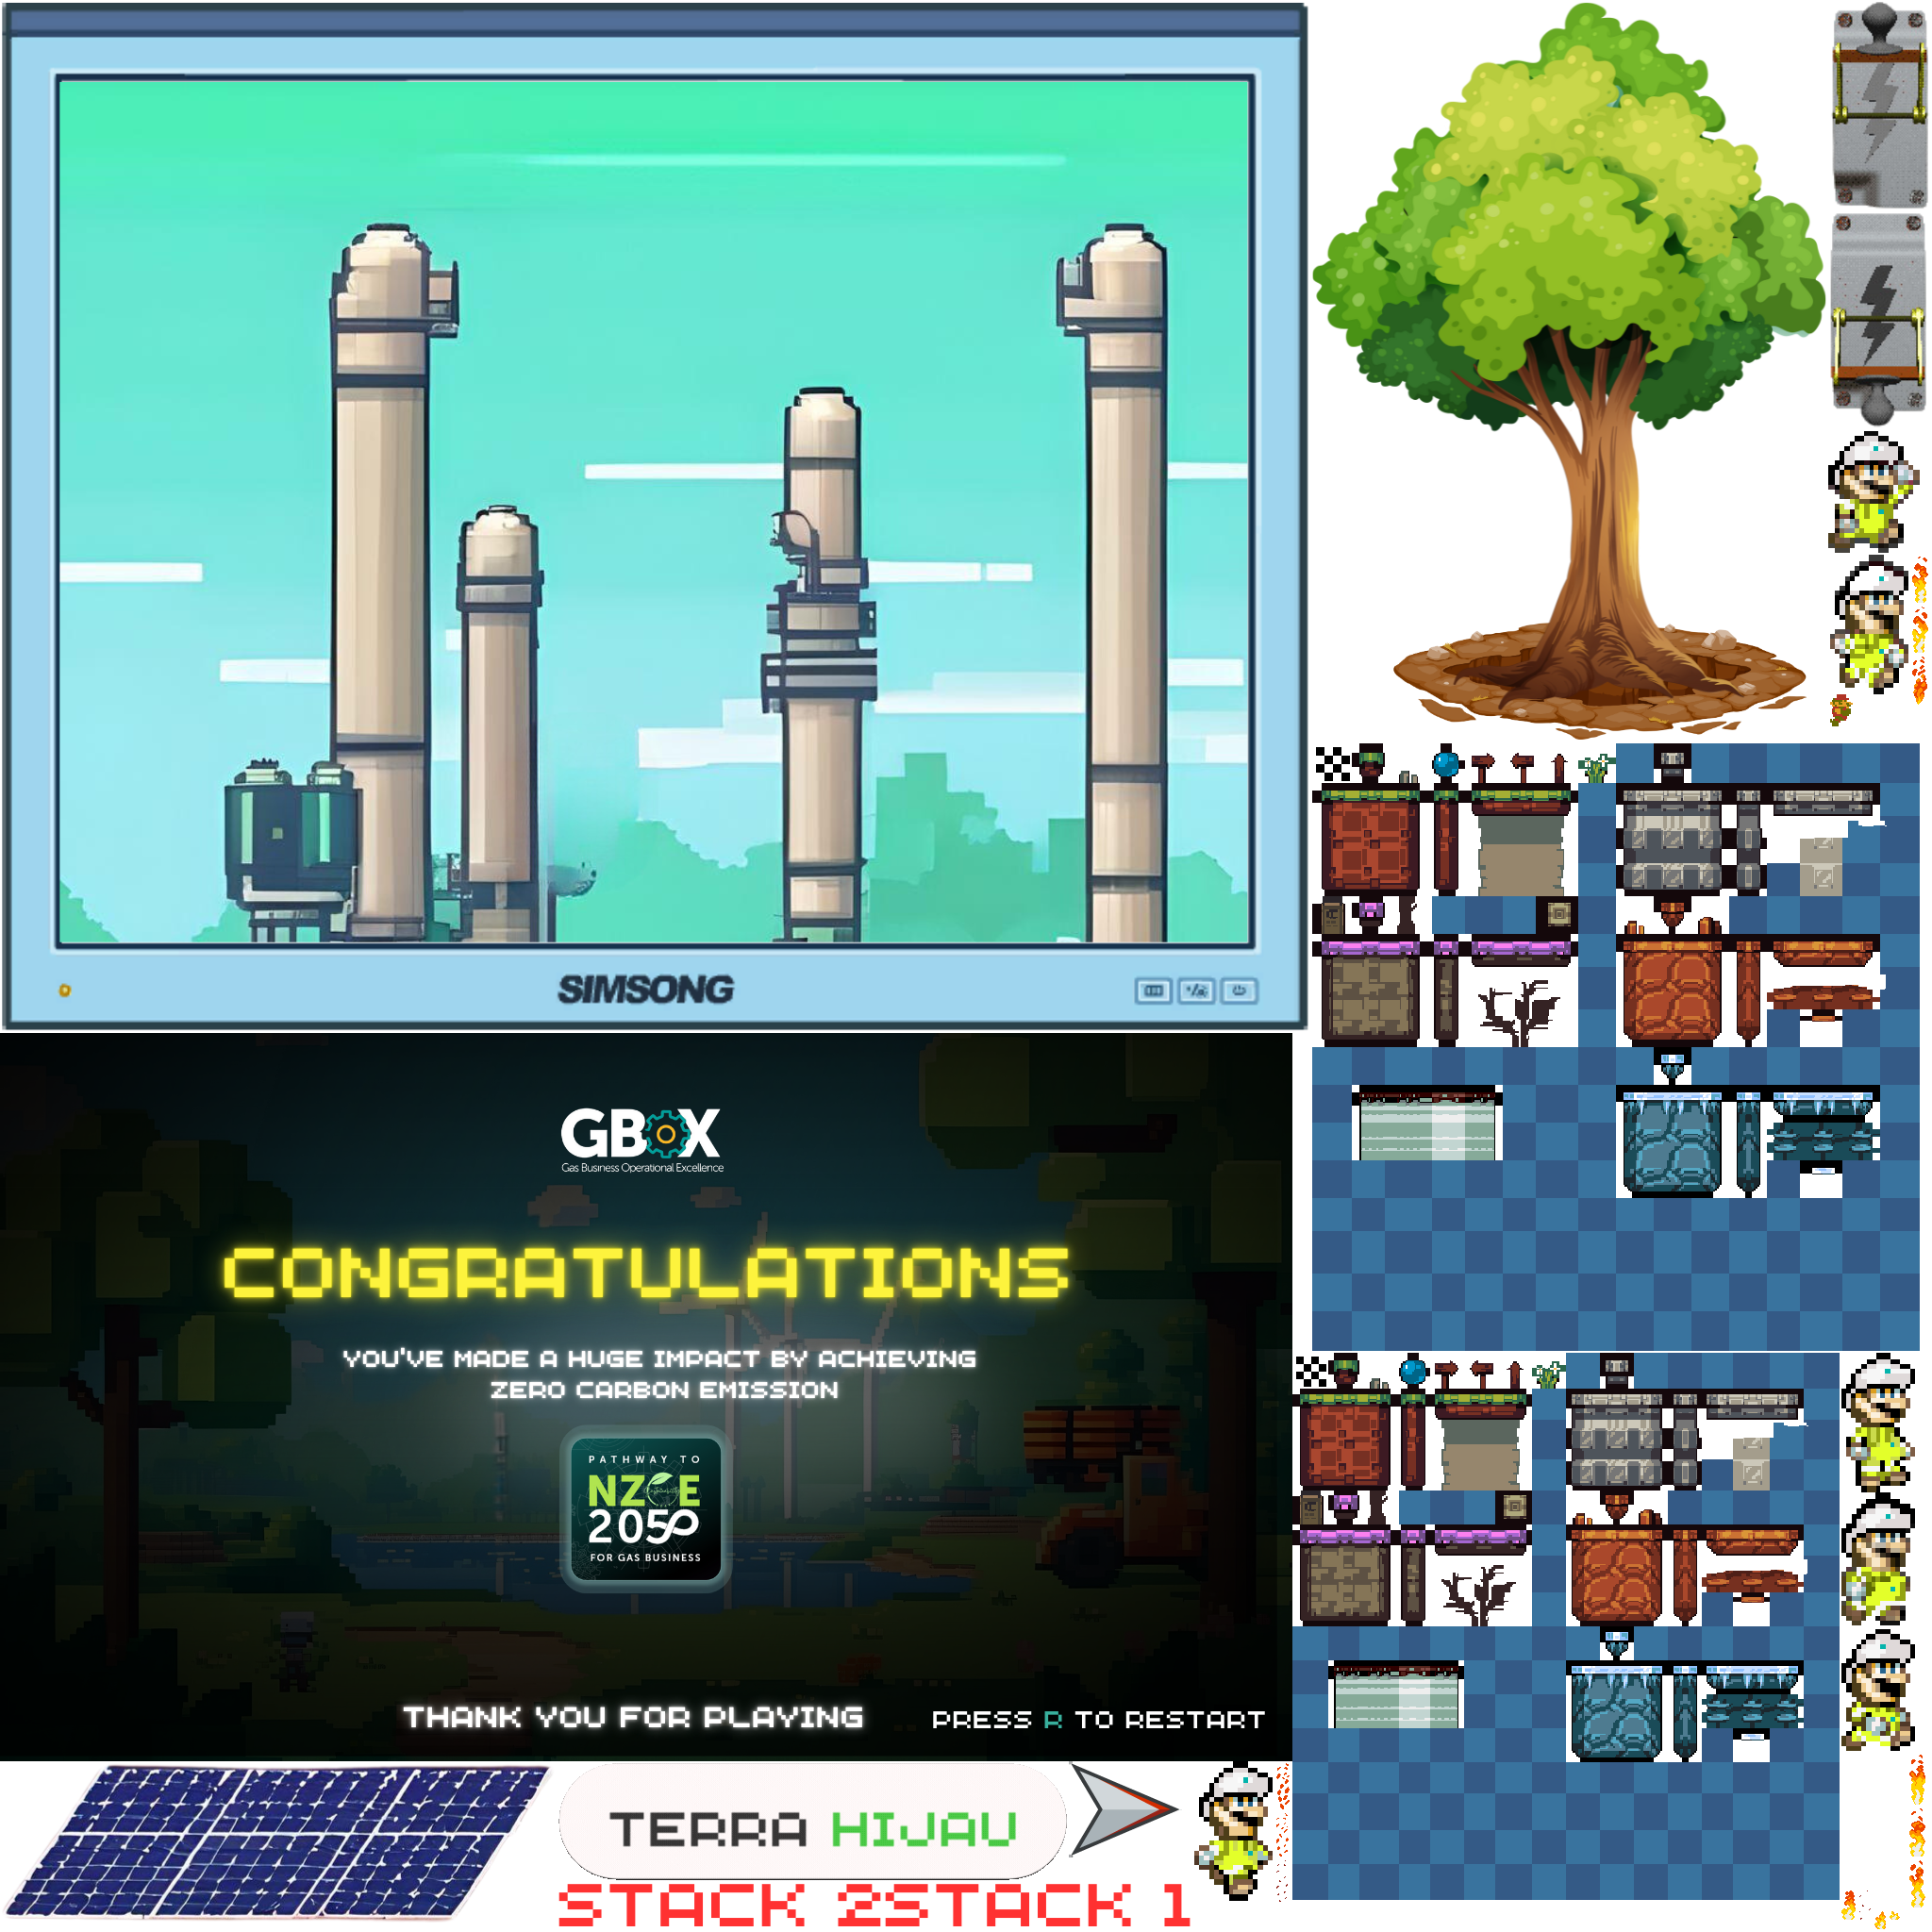 SIMSONG
GBOX
Gas Business Operational Excellence
CONGRATULATIONS
YOU'VE MADE A HUGE IMPACT BY ACHIEVING
ZERO CARBON EMISSION
PATHWAY TO
NZCE
2050
FOR GAS BUSINESS
THANK YOU FOR PLAYING
PRESS R TO RESTART
TERRA HIJAU
STACK 2STACK 1